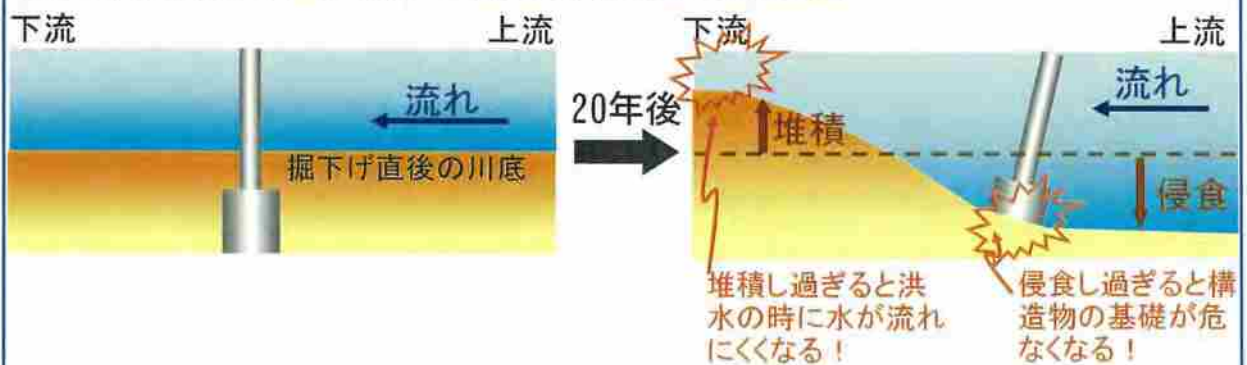 下流
上流
流れ
掘下げ直後の川底
20年後
下流
上流
流れ
堆積
侵食
堆積し過ぎると洪
水の時に水が流れ
にくくなる！
侵食し過ぎると構
造物の基礎が危
なくなる！